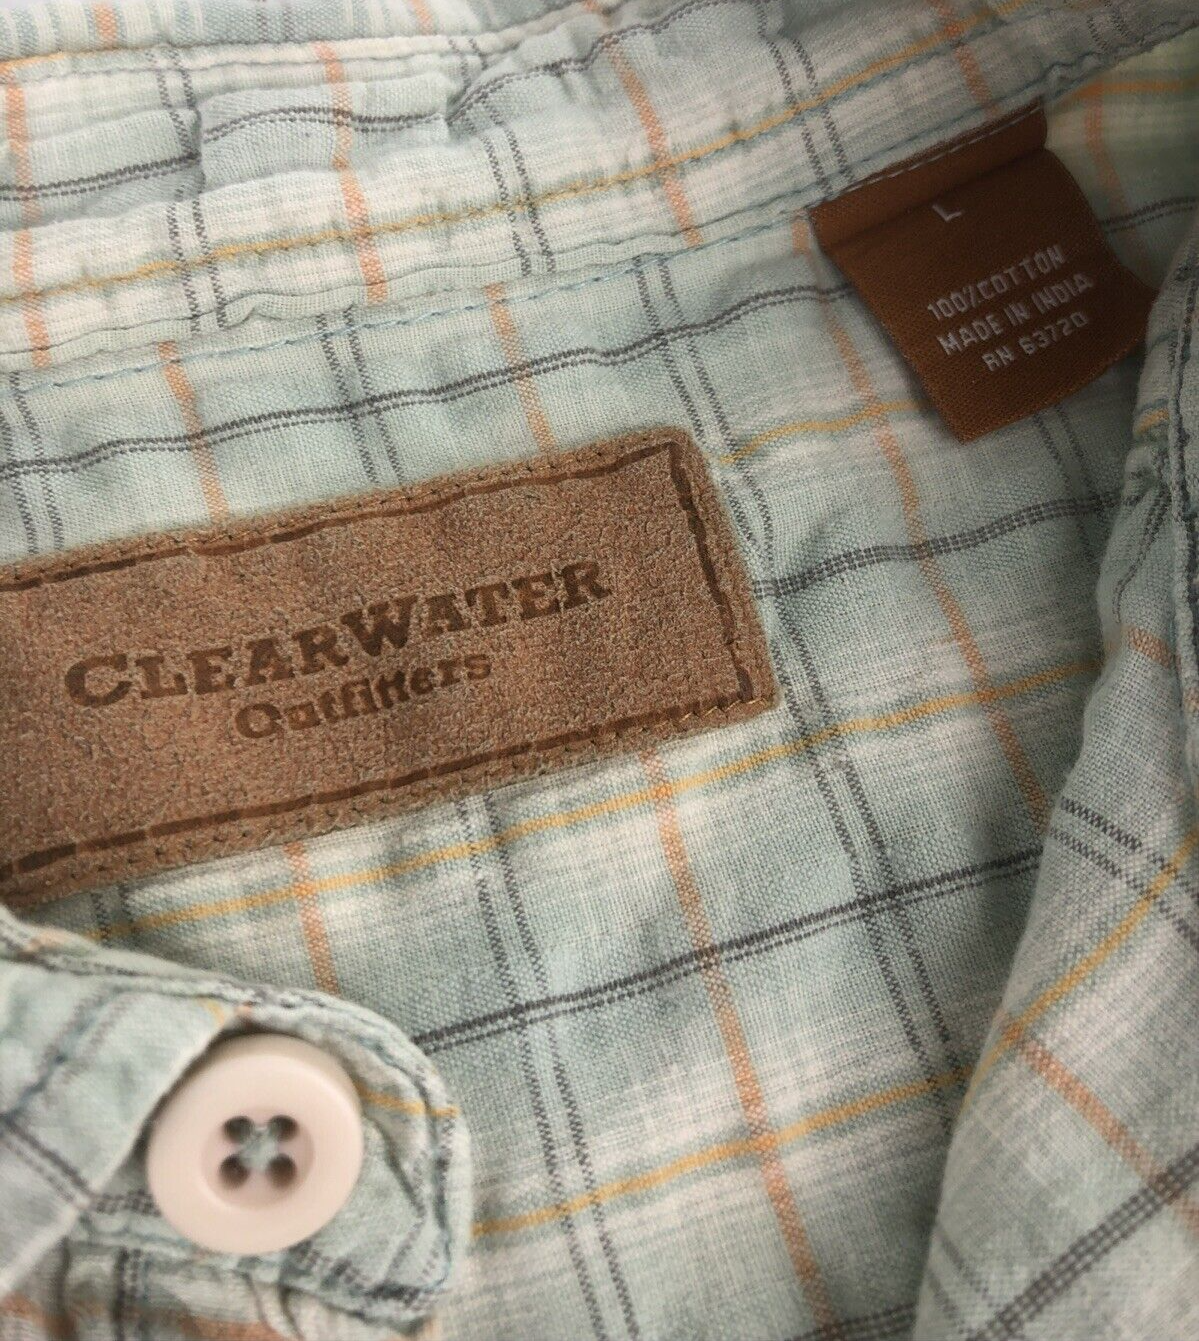 L
100% COTTON
MADE IN INDIA
RN 63720
CLEARWATER
Outfitters